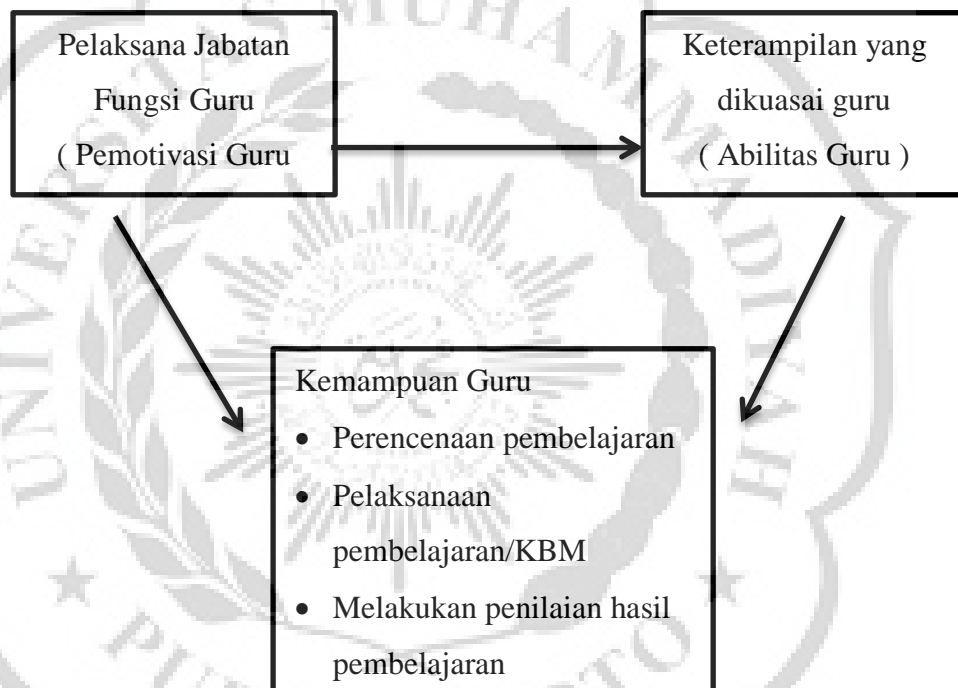 Pelaksana Jabatan
Fungsi Guru
( Pemotivasi Guru
Keterampilan yang
dikuasai guru
( Abilitas Guru )
Kemampuan Guru
• Perencenaan pembelajaran
• Pelaksanaan
pembelajaran/KBM
• Melakukan penilaian hasil
pembelajaran